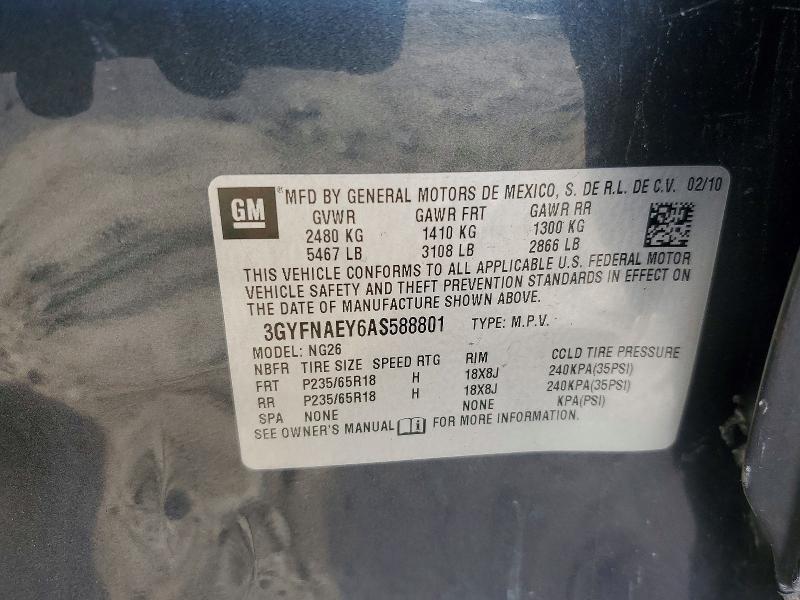 GM ® MFD BY GENERAL MOTORS DE MEXICO, S. DE R.L. DE C.V. 02/10
GVWR GAWR FRT GAWR RR
2480 KG 1410 KG 1300 KG
5467 LB 3108 LB 2866 LB
THIS VEHICLE CONFORMS TO ALL APPLICABLE U.S. FEDERAL MOTOR
VEHICLE SAFETY AND THEFT PREVENTION STANDARDS IN EFFECT ON
THE DATE OF MANUFACTURE SHOWN ABOVE.
3GYFNAEY6AS588801 TYPE: M.P.V.
MODEL: NG26
NBFR TIRE SIZE SPEED RTG RIM COLD TIRE PRESSURE
FRT P235/65R18 H 18X8J 240KPA(35PSI)
RR P235/65R18 H 18X8J 240KPA(35PSI)
SPA NONE NONE KPA(PSI)
SEE OWNER'S MANUAL FOR MORE INFORMATION.